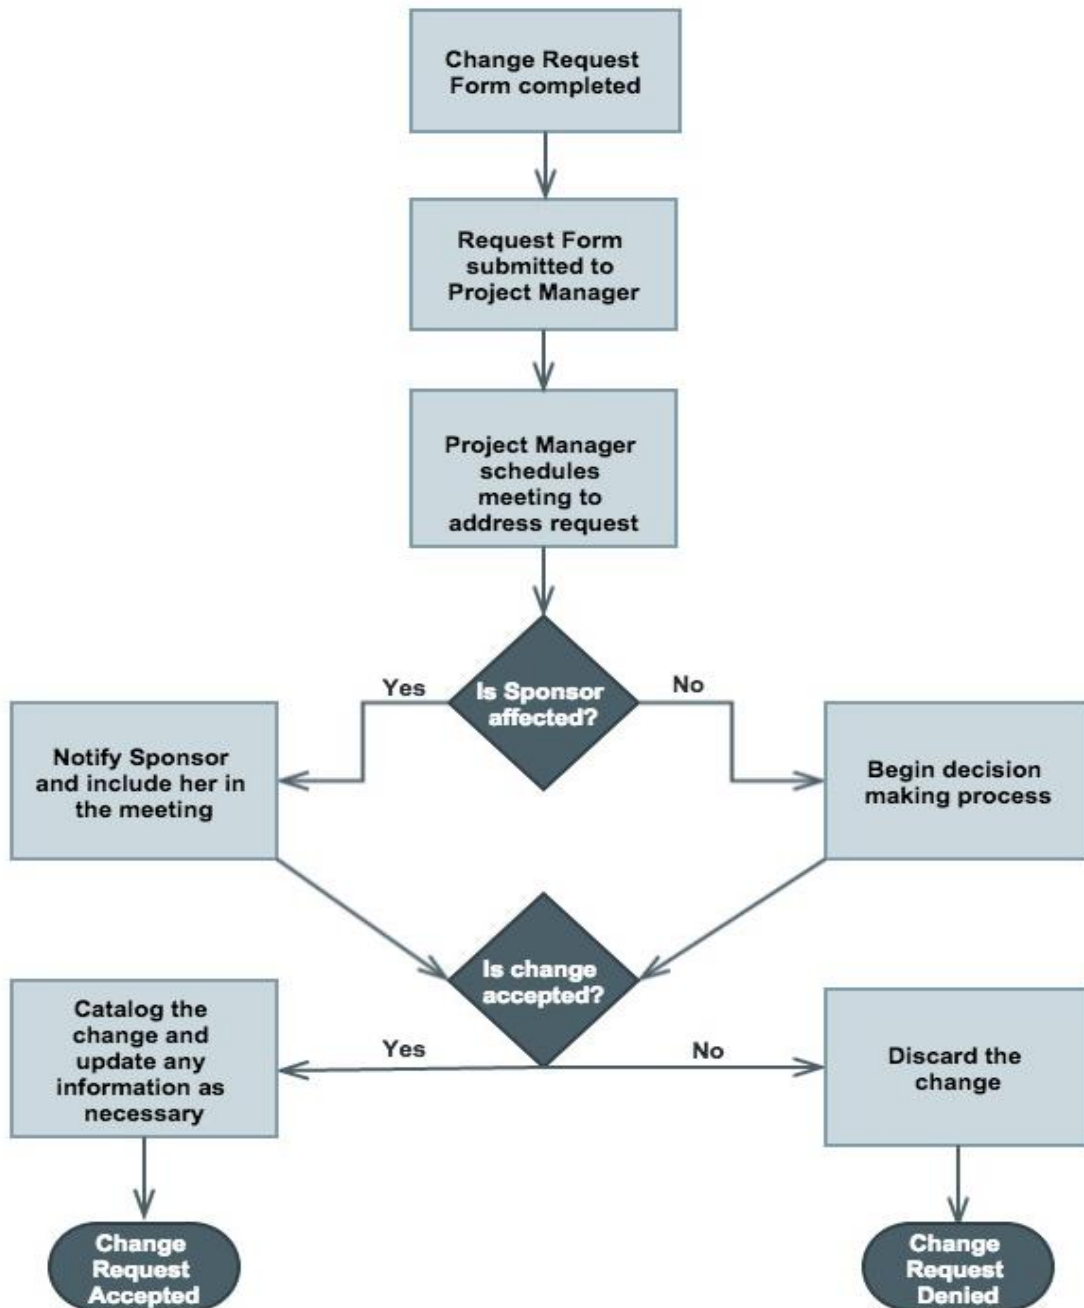 Change Request
Form completed
Request Form
submitted to
Project Manager
Project Manager
schedules
meeting to
address request
Is Sponsor
affected?
Yes
No
Notify Sponsor
and include her in
the meeting
Begin decision
making process
Is change
accepted?
Yes
No
Catalog the
change and
update any
information as
necessary
Discard the
change
Change
Request
Accepted
Change
Request
Denied